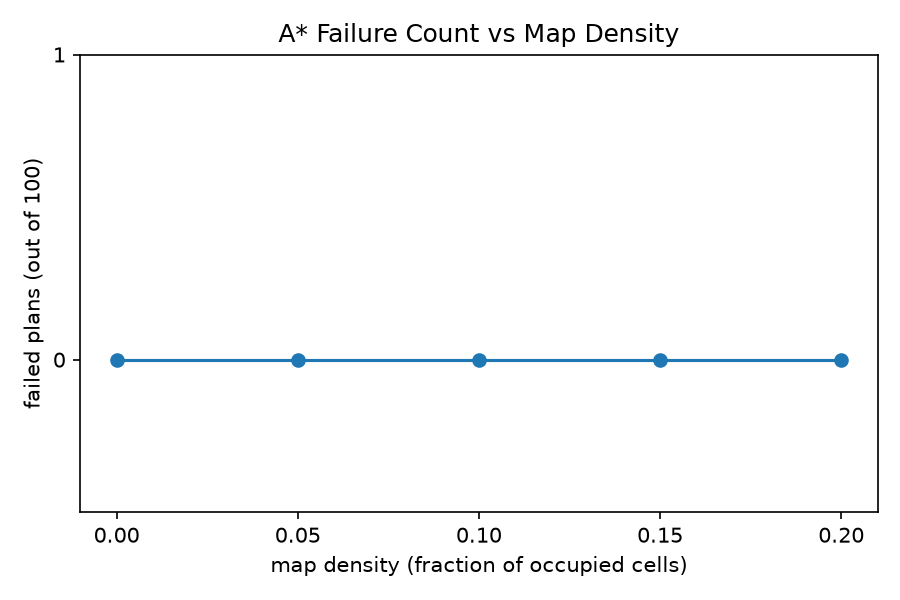 A* Failure Count vs Map Density
1
0
failed plans (out of 100)
0.00 0.05 0.10 0.15 0.20
map density (fraction of occupied cells)